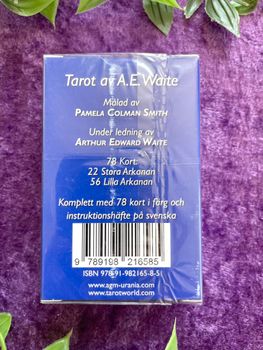 Tarot av A.E. Waite
Målad av
PAMELA COLMAN SMITH
Under ledning av
ARTHUR EDWARD WAITE
78 Kort:
22 Stora Arkanan
56 Lilla Arkanan
Komplett med 78 kort i färg och
instruktionshäfte på svenska
9 789198 216585
ISBN 978-91-982165-8-5
www.agm-urania.com
www.tarotworld.com